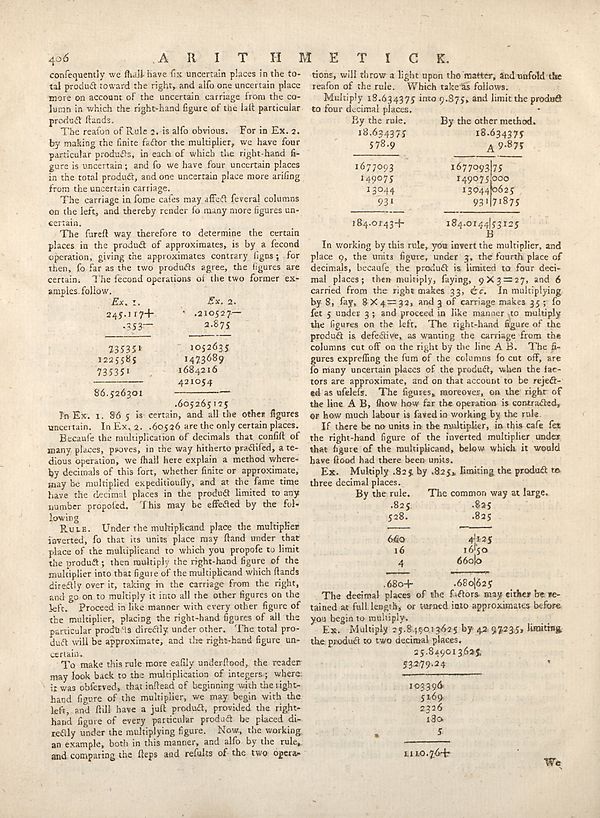 406 A R I T H M E T I C K.
conſequently we ſhall have ſix uncertain places in the to-
tal product toward the right, and alſo one uncertain place
more on account of the uncertain carriage from the co-
lumn in which the right-hand figure of the laſt particular
product ſtands.
The reaſon of Rule 2. is alſo obvious. For in Ex. 2.
by making the finite factor the multiplier, we have four
particular products, in each of which the right-hand fi-
gure is uncertain; and ſo we have four uncertain places
in the total product, and one uncertain place more ariſing
from the uncertain carriage.
The carriage in ſome caſes may affect ſeveral columns
on the left, and thereby render ſo many more figures un-
certain.
The ſureſt way therefore to determine the certain
places in the product of approximates, is by a ſecond
operation, giving the approximates contrary ſigns; for
then, ſo far as the two products agree, the figures are
certain. The ſecond operations of the two former ex-
amples follow.
Ex. 1. Ex. 2.
245.117+ .210527—
.353— 2.875
735351 1052635
1225585 1473689
735351 1684216
421054
86.526301
.605265125
In Ex. 1. 86 5 is certain, and all the other figures
uncertain. In Ex. 2. .60526 are the only certain places.
Becauſe the multiplication of decimals that conſiſt of
many places, proves, in the way hitherto practiſed, a te-
dious operation, we ſhall here explain a method where-
by decimals of this ſort, whether finite or approximate,
may be multiplied expeditiouſly, and at the ſame time
have the decimal places in the product limited to any
number propoſed. This may be effected by the fol-
lowing
RULE. Under the multiplicand place the multiplier
inverted, ſo that its units place may ſtand under that
place of the multiplicand to which you propoſe to limit
the product; then multiply the right-hand figure of the
multiplier into that figure of the multiplicand which ſtands
directly over it, taking in the carriage from the right,
and go on to multiply it into all the other figures on the
left. Proceed in like manner with every other figure of
the multiplier, placing the right-hand figures of all the
particular products directly under other. The total pro-
duct will be approximate, and the right-hand figure un-
certain.
To make this rule more eaſily underſtood, the reader
may look back to the multiplication of integers; where
it was obſerved, that inſtead of beginning with the right-
hand figure of the multiplier, we may begin with the
left, and ſtill have a juſt product, provided the right-
hand figure of every particular product be placed di-
rectly under the multiplying figure. Now, the working
an example, both in this manner, and alſo by the rule,
and comparing the ſteps and reſults of the two opera-
tions, will throw a light upon the matter, and unfold the
reaſon of the rule. Which take as follows.
Multiply 18.634375 into 9.875, and limit the product
to four decimal places.
By the rule. By the other method.
18.634375 18.634375
578.9 A 9.875
1677093 1677093|75
149075 149075|000
13044 13044|0625
931 931|71875
184.0143+ 184.0144|53125
B
In working by this rule, you invert the multiplier, and
place 9, the units figure, under 3, the fourth place of
decimals, becauſe the product is limited to four deci-
mal places; then multiply, ſaying, 9×3=27, and 6
carried from the right makes 33, &c. In multiplying
by 8, ſay, 8×4=32, and 3 of carriage makes 35; ſo
ſet 5 under 3; and proceed in like manner to multiply
the figures on the left. The right-hand figure of the
product is defective, as wanting the carriage from the
columns cut off on the right by the line A B. The fi-
gures expreſſing the ſum of the columns ſo cut off, are
ſo many uncertain places of the product, when the fac-
tors are approximate, and on that account to be reject-
ed as uſeleſs. The figures, moreover, on the right of
the line A B, ſhow how far the operation is contracted,
or how much labour is ſaved in working by the rule.
If there be no units in the multiplier, in this caſe ſet
the right-hand figure of the inverted multiplier under
that figure of the multiplicand, below which it would
have ſtood had there been units.
Ex. Multiply .825 by .825, limiting the product to
three decimal places.
By the rule. The common way at large.
.825 .825
528. .825
660 4|125
16 16|50
4 660|0
.680+ .680|625
The decimal places of the factors may either be re-
tained at full length, or turned into approximates before
you begin to multiply.
Ex. Multiply 25.849013625 by 42.97235, limiting
the product to two decimal places.
25.849013625
53279.24
103396
5169
2326
180
5
1110.76+
We